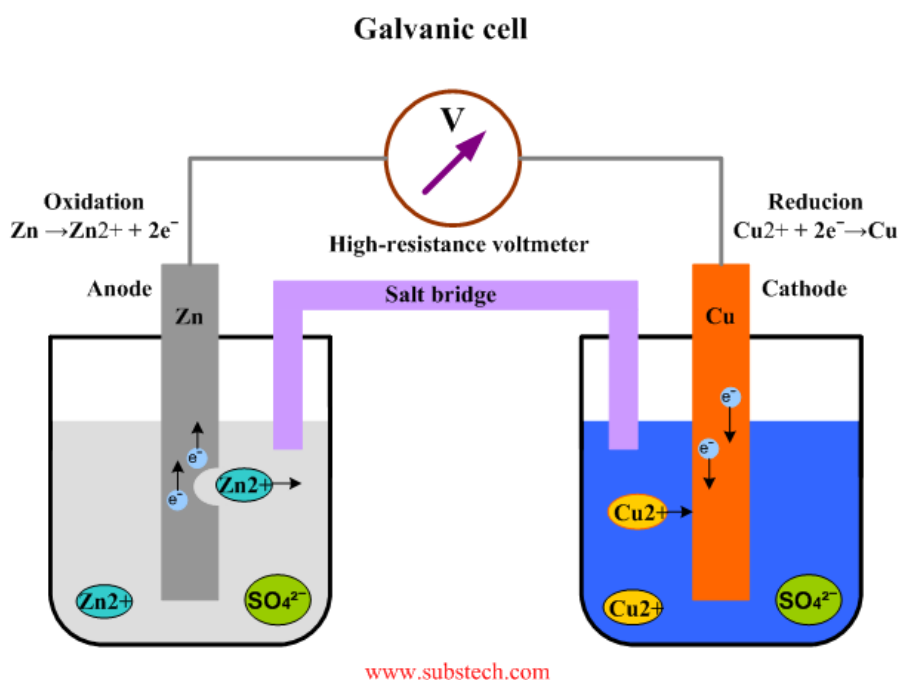 Galvanic cell
V
Oxidation
Zn →Zn2+ + 2e⁻
Reducion
Cu2+ + 2e⁻→Cu
High-resistance voltmeter
Anode
Salt bridge
Cathode
Zn
Cu
e⁻
e⁻
e⁻
e⁻
Zn2+
Cu2+
Zn2+
SO₄²⁻
Cu2+
SO₄²⁻
www.substech.com